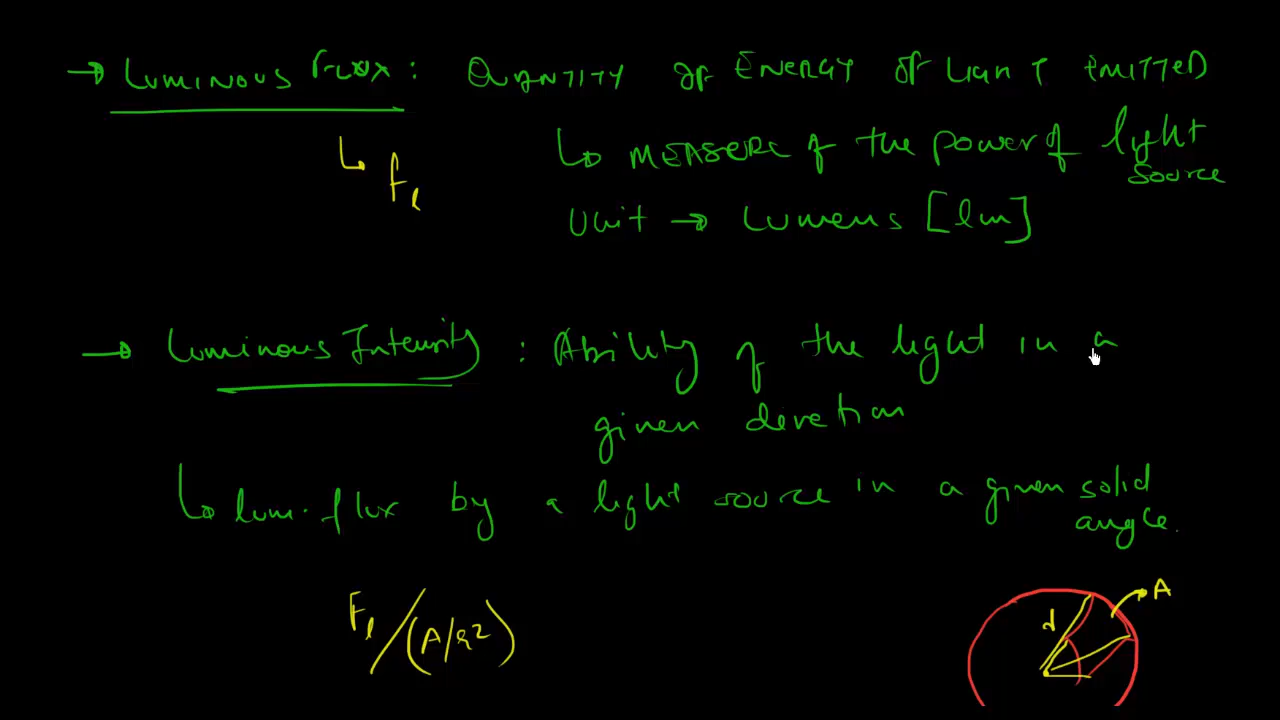 → Luminous Flux : QUANTITY OF ENERGY OF LIGHT EMITTED
↳ MEASURE of the power of light source
↳ Fl
Unit → Lumens [lm]
→ Luminous Intensity : Ability of the light in a
given deretion
↳ lum. flux by a light source in a given solid
angle.
Fl/(A/r2)
d
A